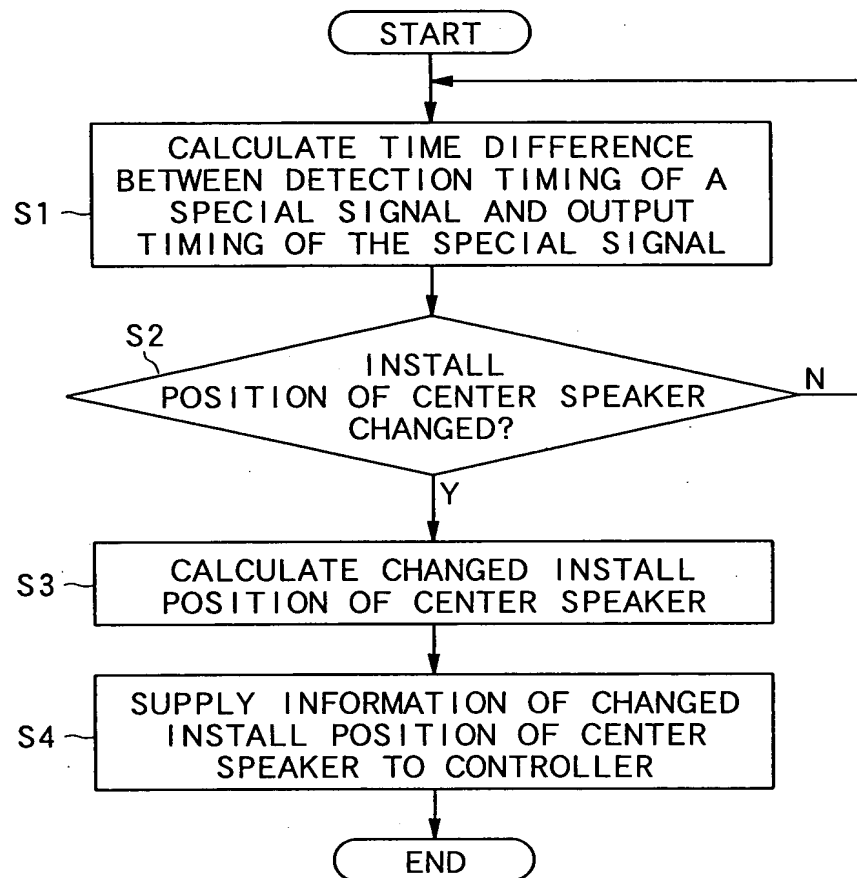 START
CALCULATE TIME DIFFERENCE
BETWEEN DETECTION TIMING OF A
S1
SPECIAL SIGNAL AND OUTPUT
TIMING OF THE SPECIAL SIGNAL
S2
INSTALL
POSITION OF CENTER SPEAKER
N
CHANGED?
Y
S3
CALCULATE CHANGED INSTALL
POSITION OF CENTER SPEAKER
SUPPLY INFORMATION OF CHANGED
S4
INSTALL POSITION OF CENTER
SPEAKER TO CONTROLLER
END